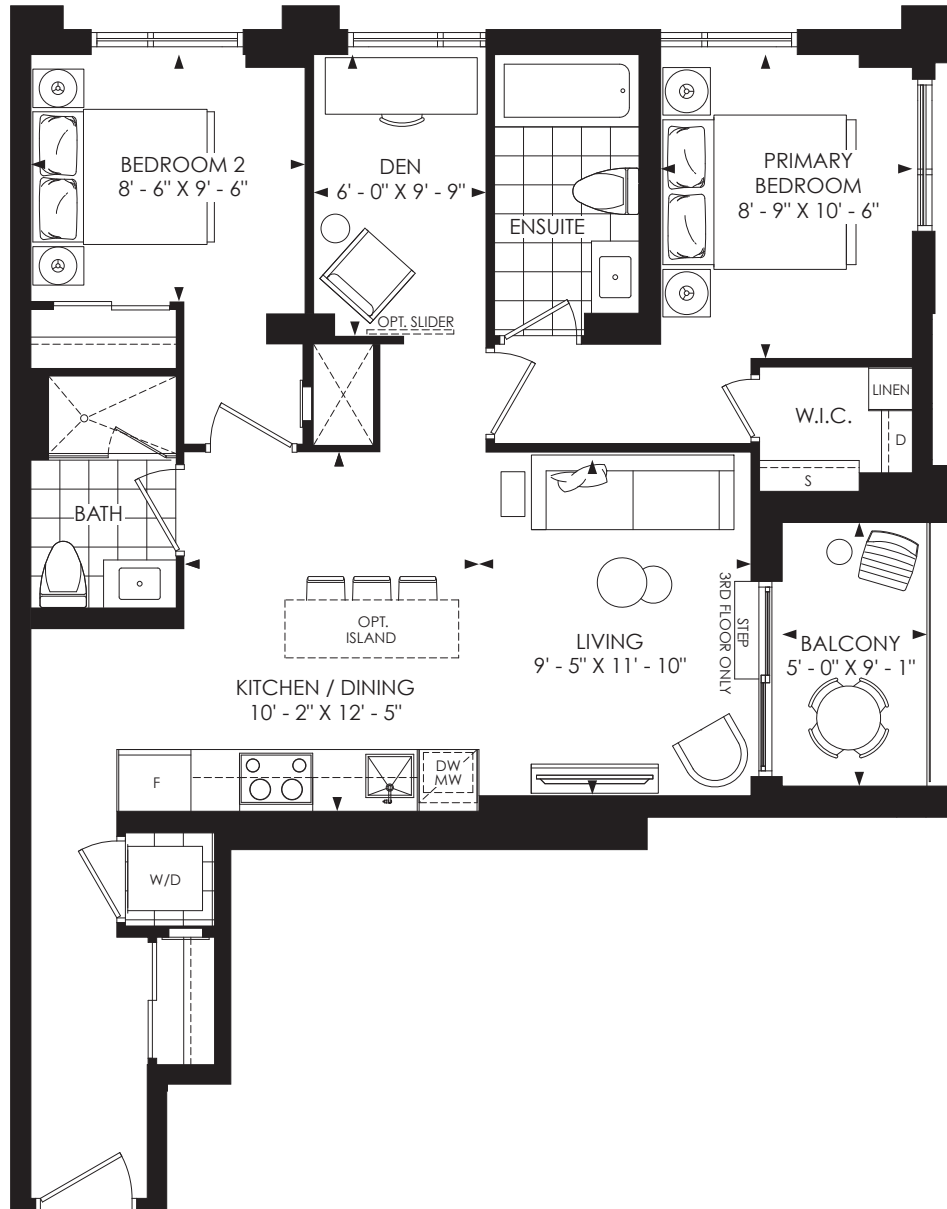 BEDROOM 2
8' - 6" X 9' - 6"
DEN
6' - 0" X 9' - 9"
OPT. SLIDER
ENSUITE
PRIMARY
BEDROOM
8' - 9" X 10' - 6"
LINEN
W.I.C.
D
S
BATH
OPT.
ISLAND
KITCHEN / DINING
10' - 2" X 12' - 5"
LIVING
9' - 5" X 11' - 10"
STEP
3RD FLOOR ONLY
BALCONY
5' - 0" X 9' - 1"
F
DW
MW
W/D